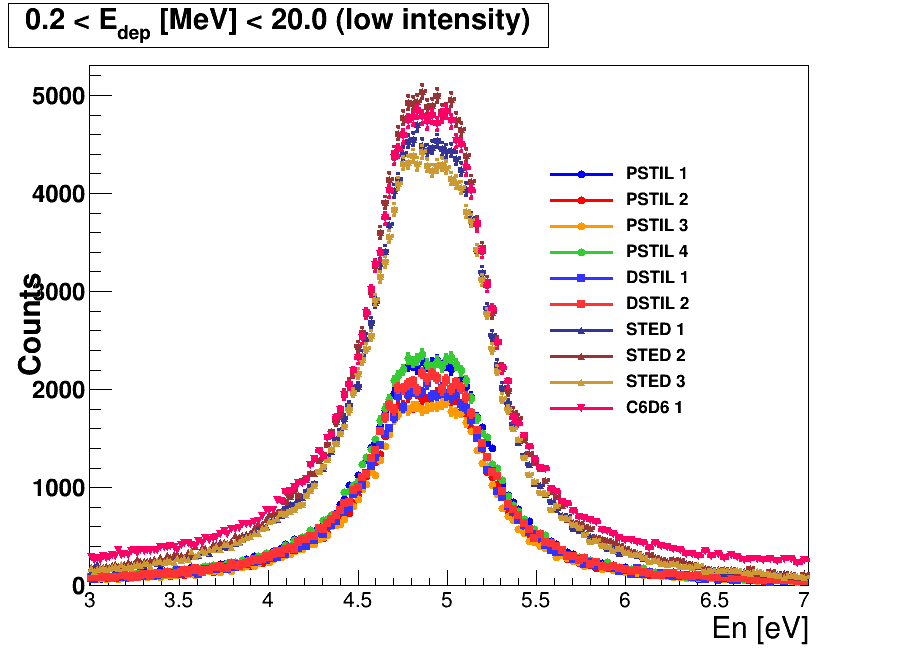 0.2 < E_dep [MeV] < 20.0 (low intensity)
5000
4000
3000
2000
1000
0
Counts
PSTIL 1
PSTIL 2
PSTIL 3
PSTIL 4
DSTIL 1
DSTIL 2
STED 1
STED 2
STED 3
C6D6 1
3 3.5 4 4.5 5 5.5 6 6.5 7
En [eV]